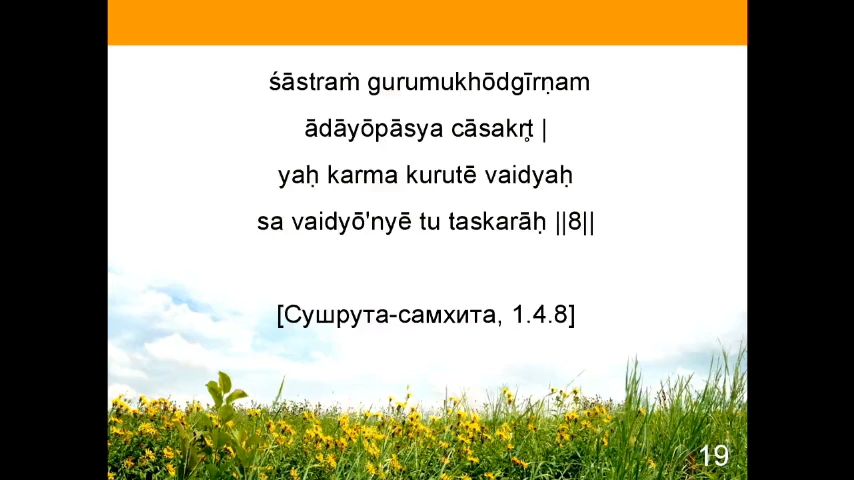 śāstraṁ gurumukhōdgīrṇam
ādāyōpāsya cāsakr̥t |
yaḥ karma kurutē vaidyaḥ
sa vaidyō'nyē tu taskarāḥ ||8||
[Сушрута-самхита, 1.4.8]
19